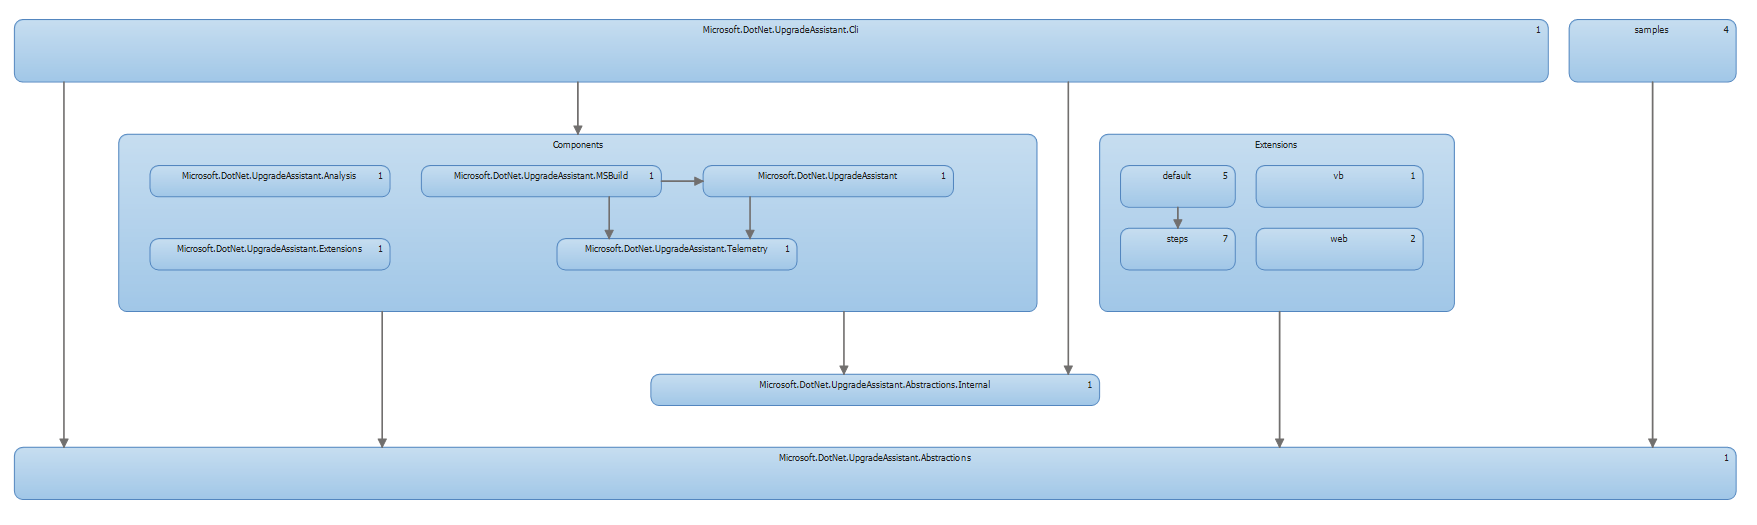 Microsoft.DotNet.UpgradeAssistant.Cli 1
samples 4
Components
Extensions
Microsoft.DotNet.UpgradeAssistant.Analysis 1
Microsoft.DotNet.UpgradeAssistant.MSBuild 1
Microsoft.DotNet.UpgradeAssistant 1
default 5
vb 1
Microsoft.DotNet.UpgradeAssistant.Extensions 1
Microsoft.DotNet.UpgradeAssistant.Telemetry 1
steps 7
web 2
Microsoft.DotNet.UpgradeAssistant.Abstractions.Internal 1
Microsoft.DotNet.UpgradeAssistant.Abstractions 1